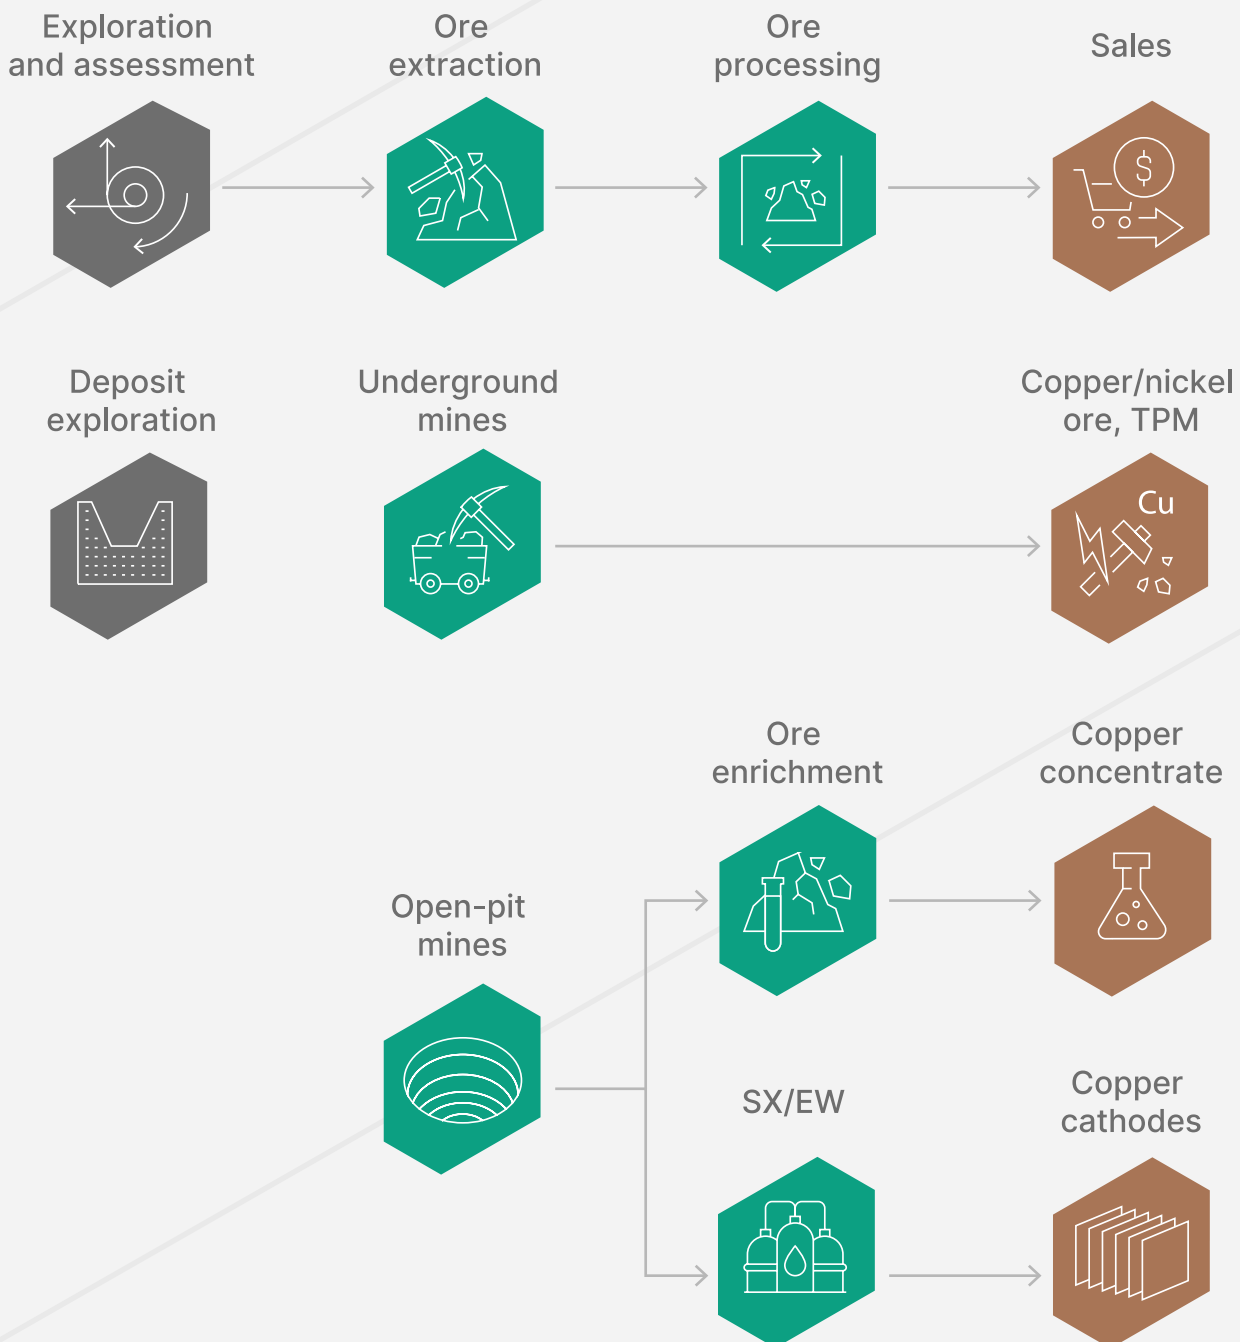 Exploration
and assessment
Ore
extraction
Ore
processing
Sales
$
Deposit
exploration
Underground
mines
Copper/nickel
ore, TPM
Cu
Ore
enrichment
Copper
concentrate
Open-pit
mines
SX/EW
Copper
cathodes